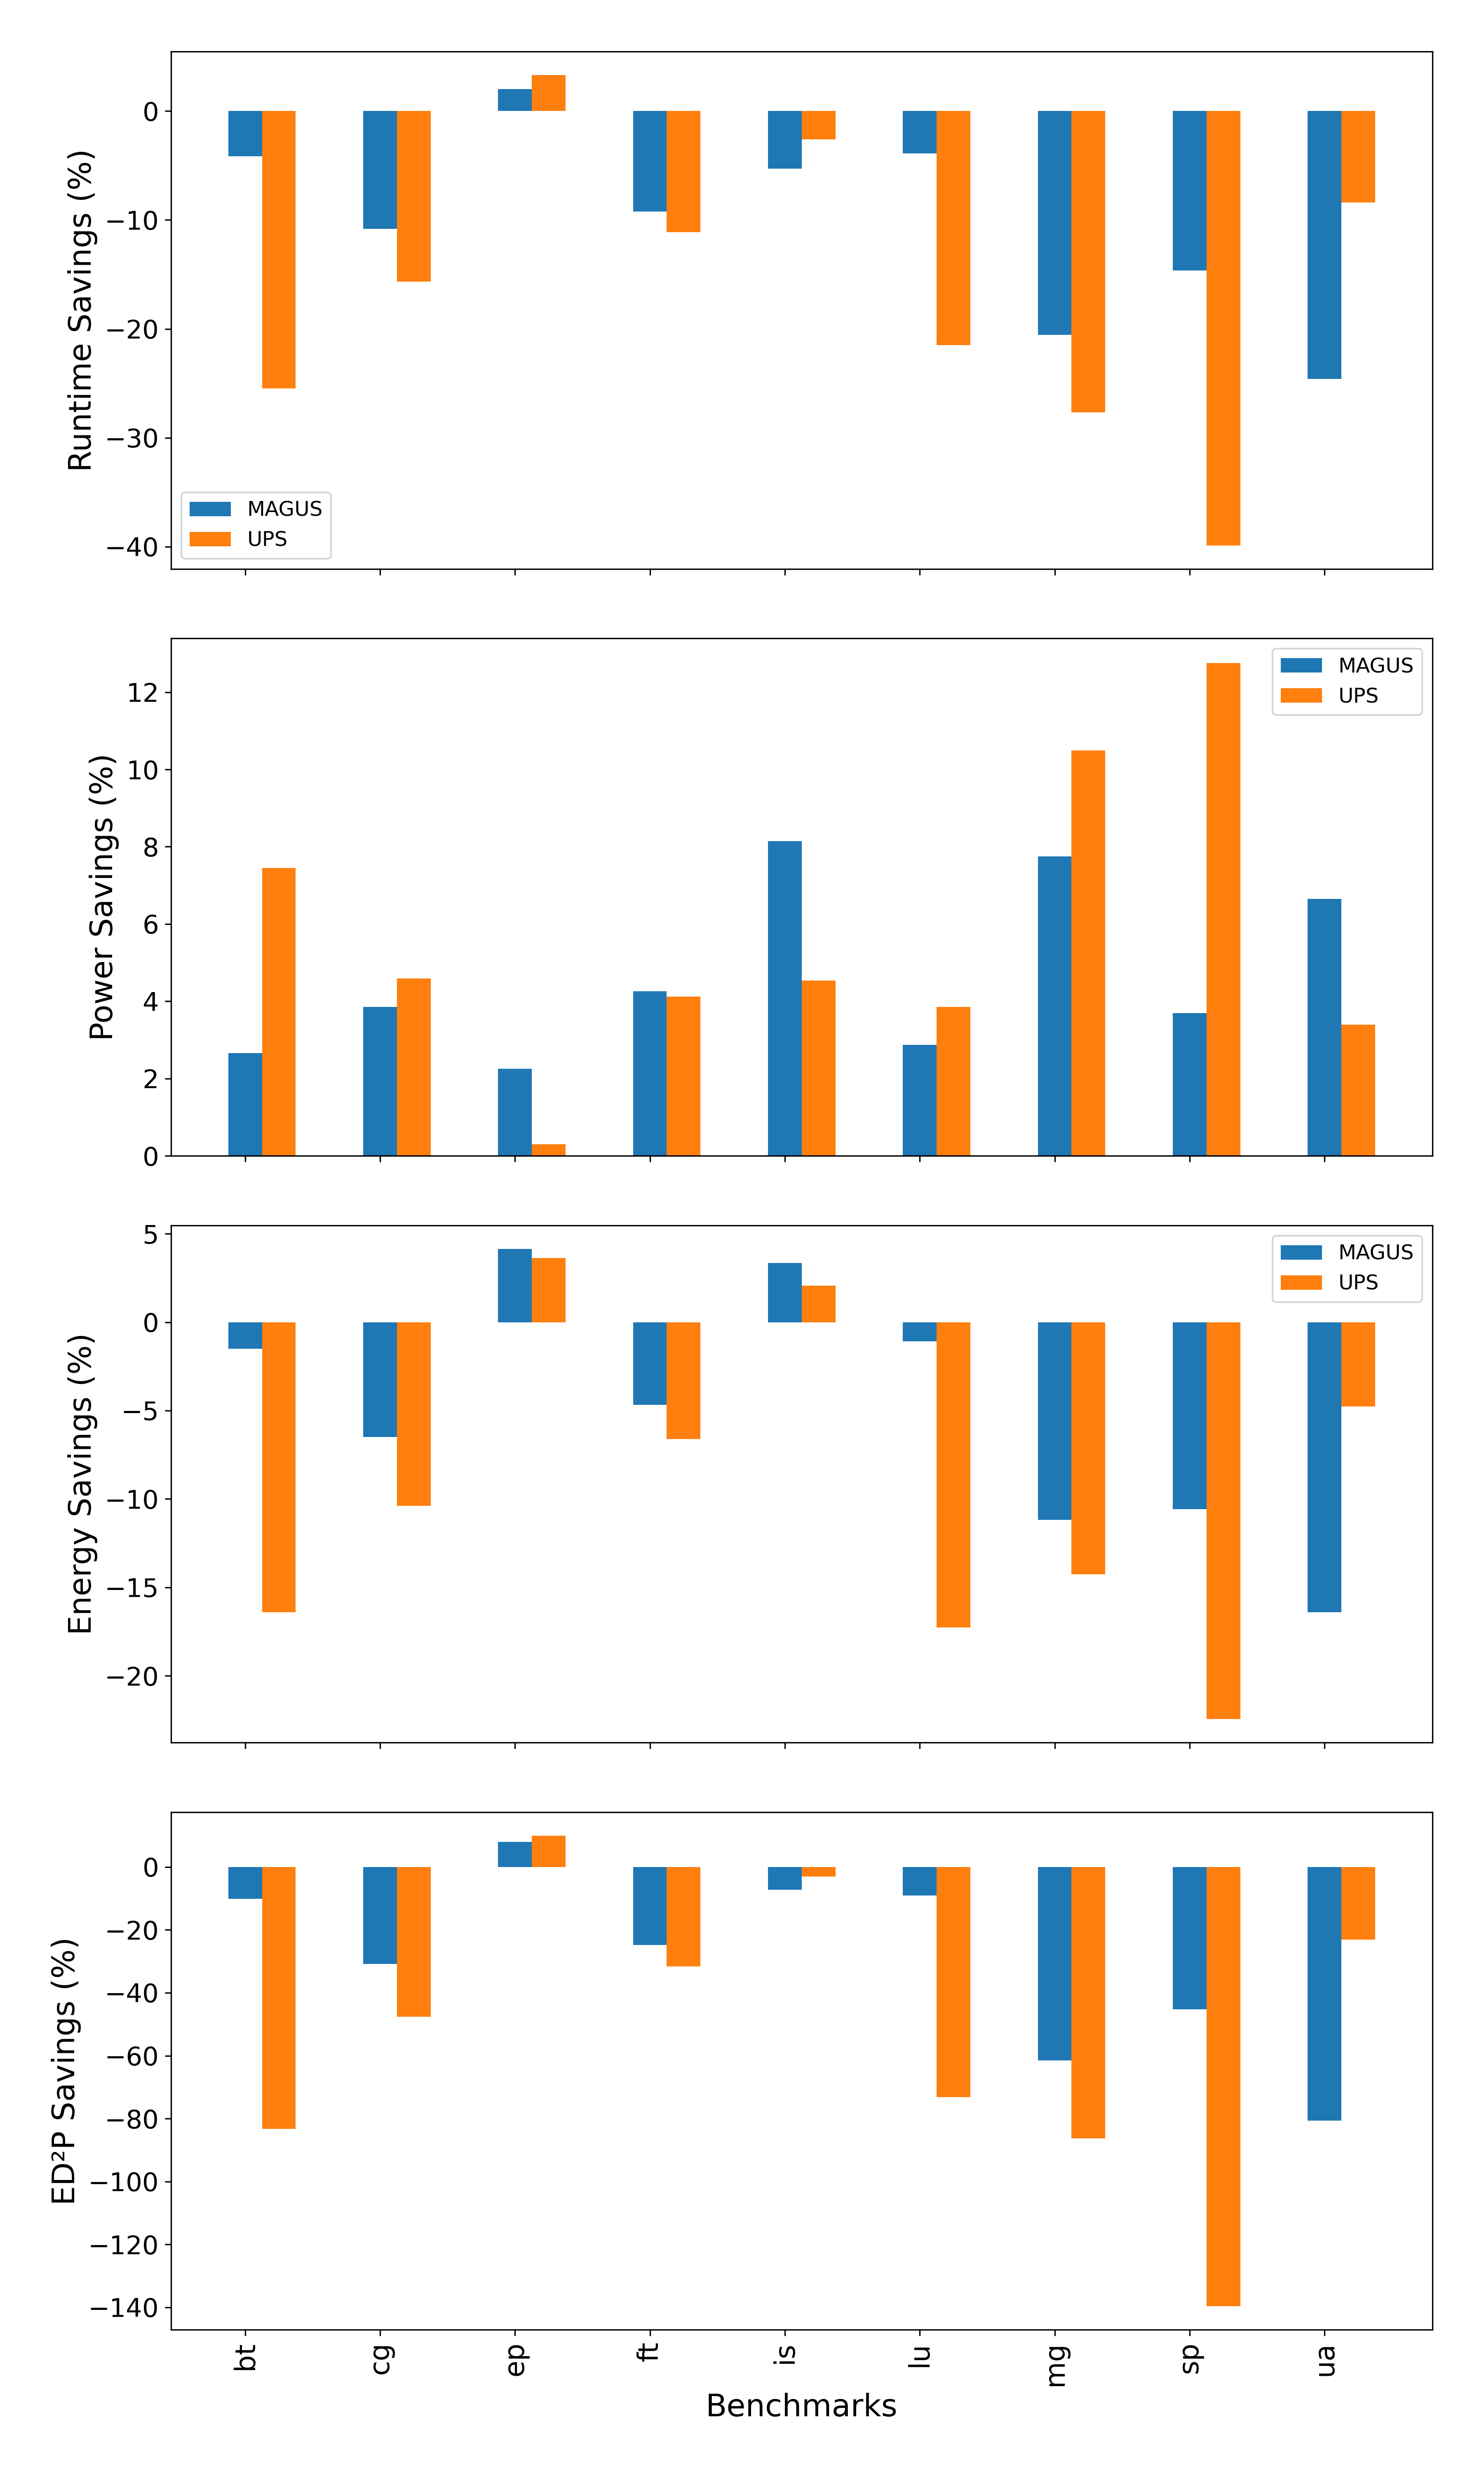 Runtime Savings (%)
0
−10
−20
−30
−40
MAGUS
UPS
Power Savings (%)
12
10
8
6
4
2
0
MAGUS
UPS
Energy Savings (%)
5
0
−5
−10
−15
−20
MAGUS
UPS
ED²P Savings (%)
0
−20
−40
−60
−80
−100
−120
−140
bt
cg
ep
ft
is
lu
mg
sp
ua
Benchmarks